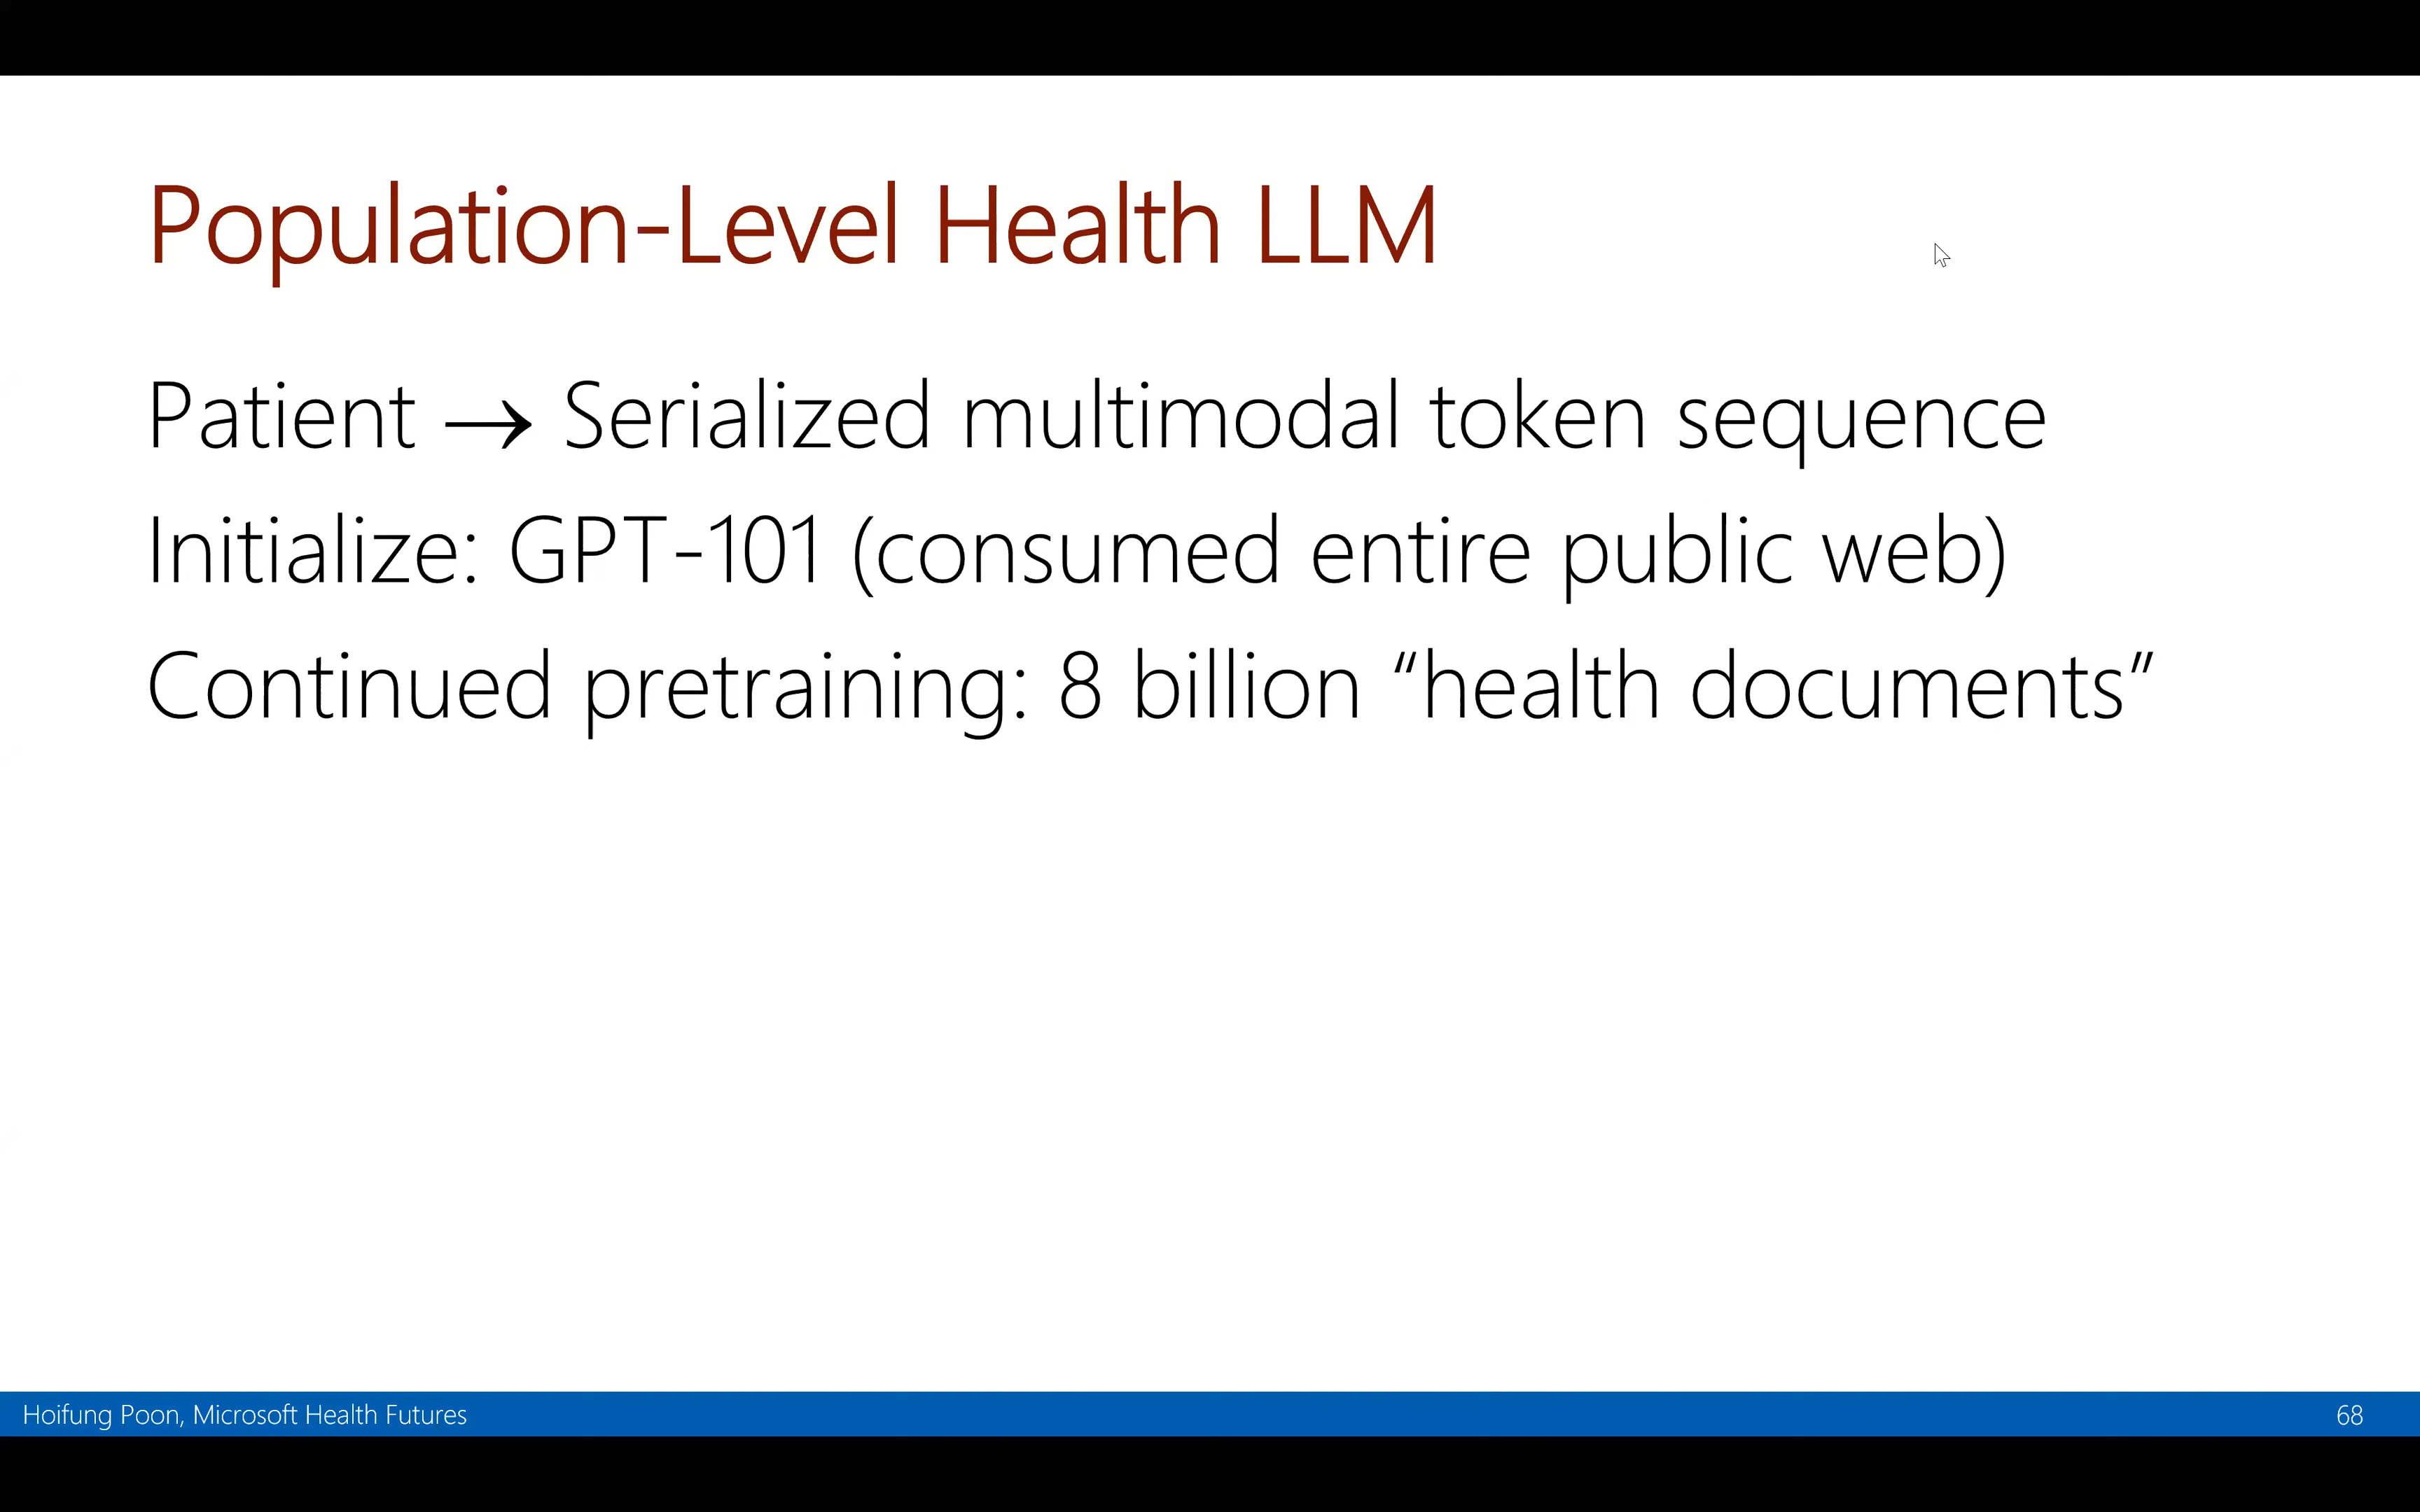 Population-Level Health LLM
Patient → Serialized multimodal token sequence
Initialize: GPT-101 (consumed entire public web)
Continued pretraining: 8 billion “health documents”
Hoifung Poon, Microsoft Health Futures
68